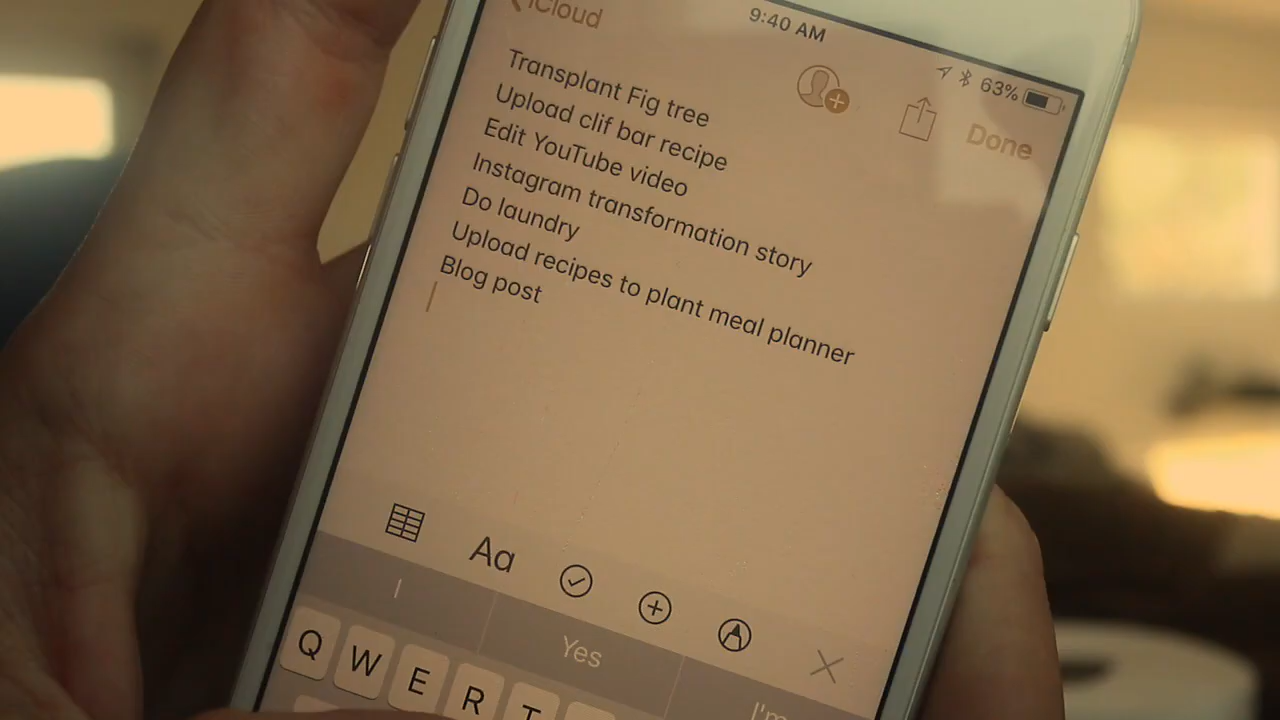 iCloud
9:40 AM
63%
Done
Transplant Fig tree
Upload clif bar recipe
Edit YouTube video
Instagram transformation story
Do laundry
Upload recipes to plant meal planner
Blog post
Aa
I
Yes
I'm
Q W E R T